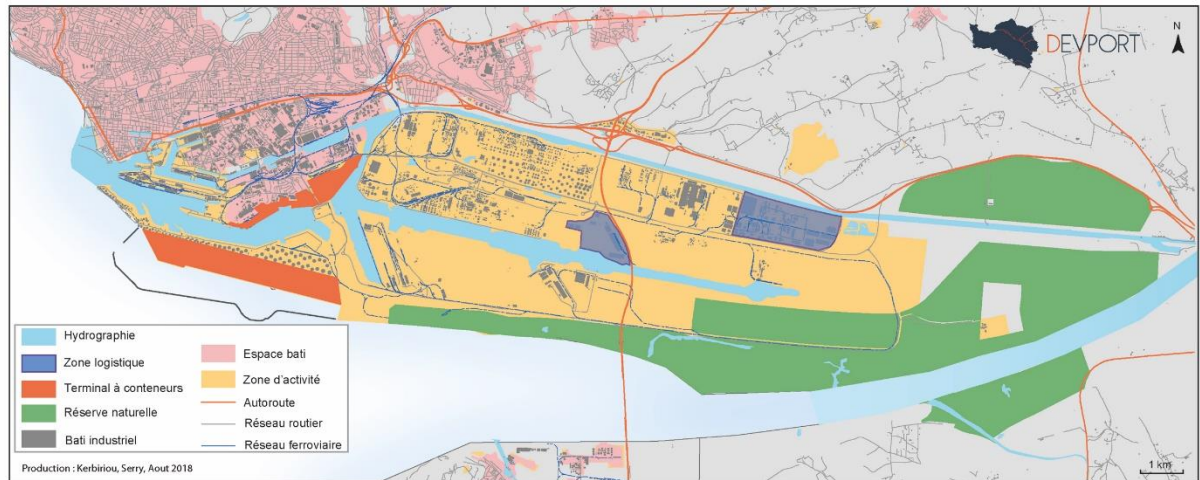 DEVPORT
N
Hydrographie
Zone logistique
Terminal à conteneurs
Réserve naturelle
Bati industriel
Espace bati
Zone d'activité
Autoroute
Réseau routier
Réseau ferroviaire
Production : Kerbiriou, Serry, Aout 2018
1 km